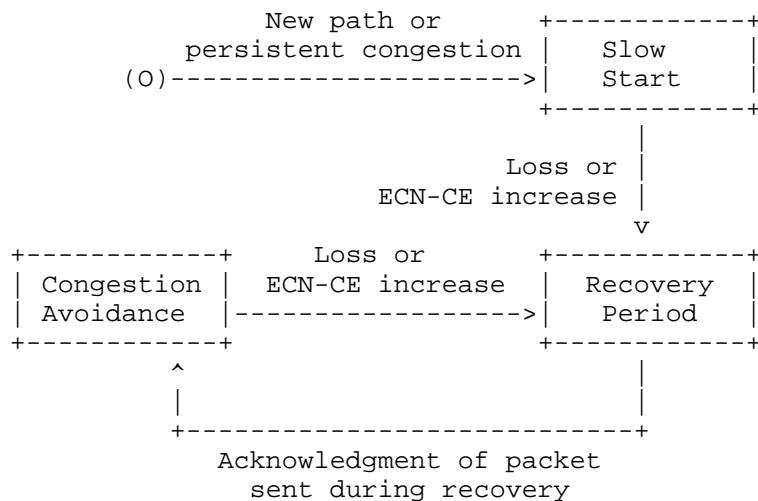 New path or
persistent congestion
(O)
Slow
Start
Loss or
ECN-CE increase
Congestion
Avoidance
Loss or
ECN-CE increase
Recovery
Period
Acknowledgment of packet
sent during recovery